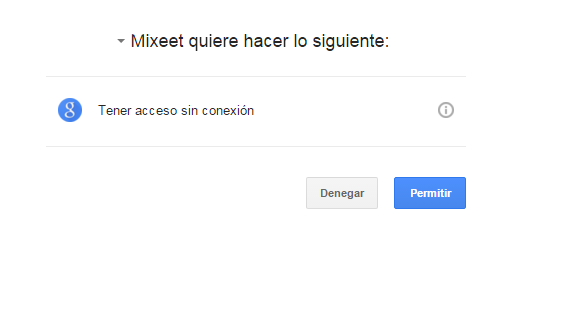 Mixeet quiere hacer lo siguiente:
g Tener acceso sin conexión i
Denegar Permitir